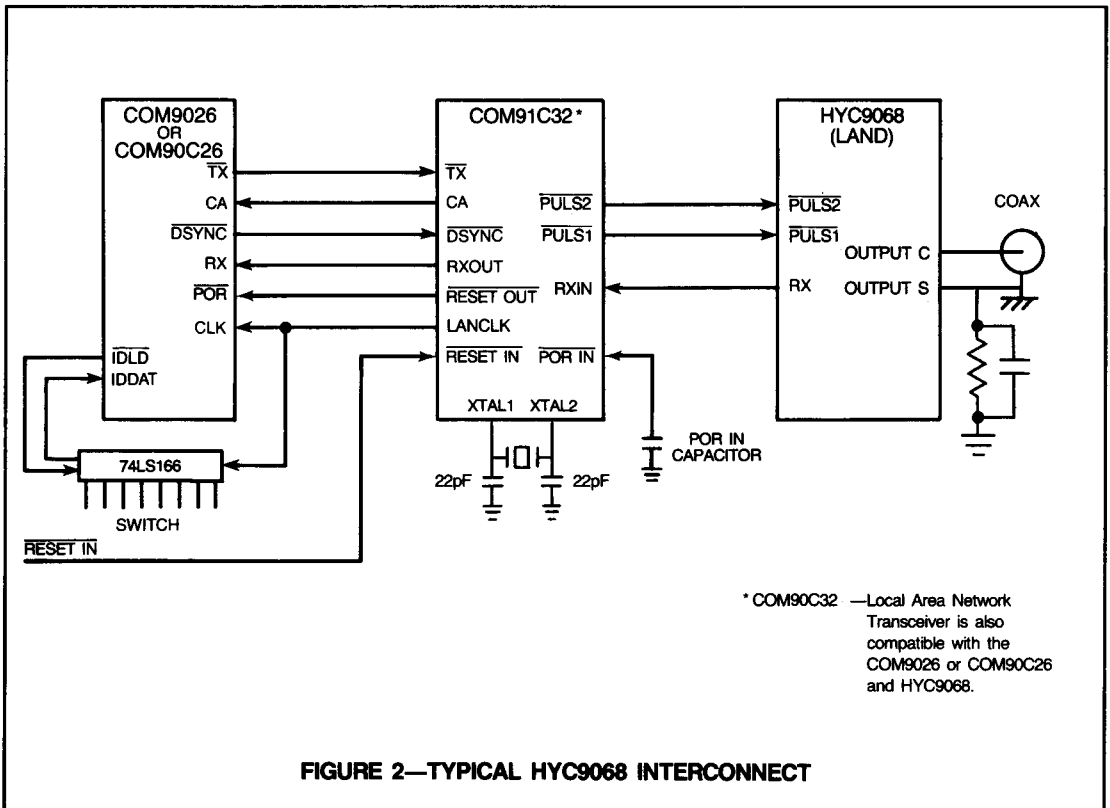 COM9026
OR
COM90C26
TX
CA
DSYNC
RX
POR
CLK
IDLD
IDDAT
COM91C32*
TX
CA
DSYNC
RXOUT
RESET OUT
LANCLK
RESET IN
PULS2
PULS1
RXIN
POR IN
XTAL1 XTAL2
HYC9068
(LAND)
PULS2
PULS1
RX
OUTPUT C
OUTPUT S
COAX
74LS166
SWITCH
RESET IN
22pF
22pF
POR IN
CAPACITOR
* COM90C32 —Local Area Network
Transceiver is also
compatible with the
COM9026 or COM90C26
and HYC9068.
FIGURE 2—TYPICAL HYC9068 INTERCONNECT